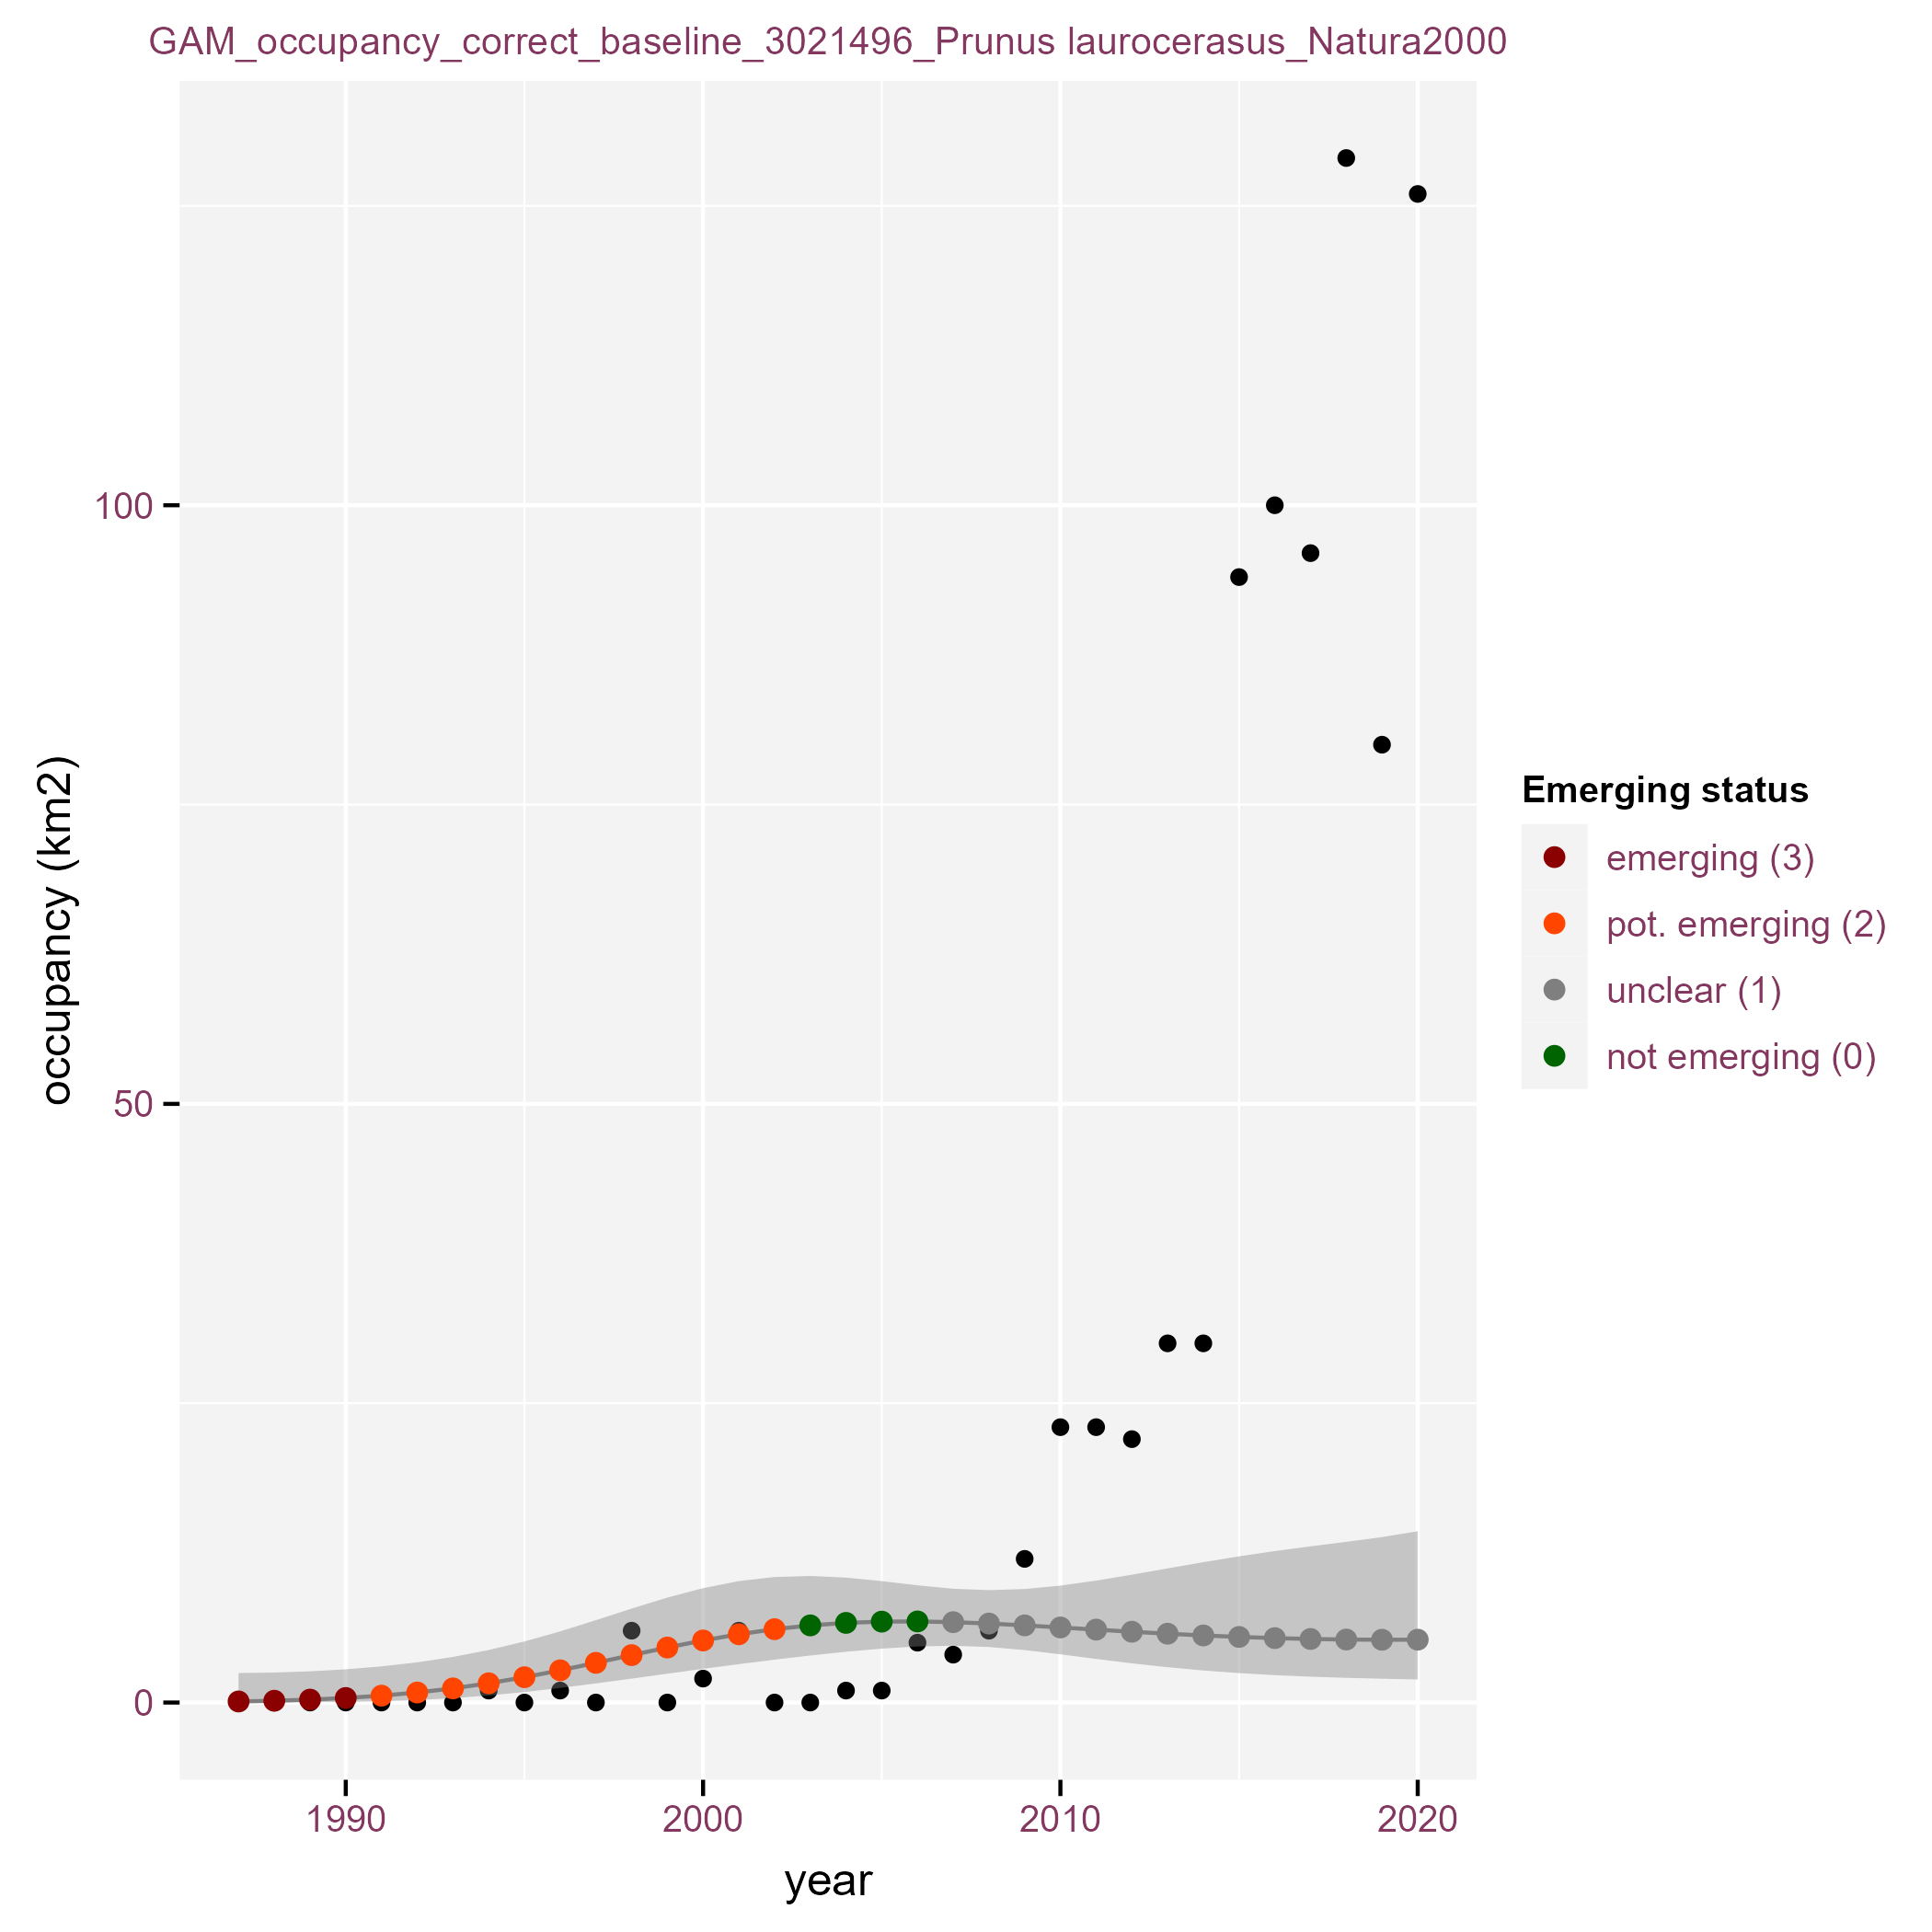 GAM_occupancy_correct_baseline_3021496_Prunus laurocerasus_Natura2000
occupancy (km2)
100
50
0
1990
2000
2010
2020
year
Emerging status
emerging (3)
pot. emerging (2)
unclear (1)
not emerging (0)